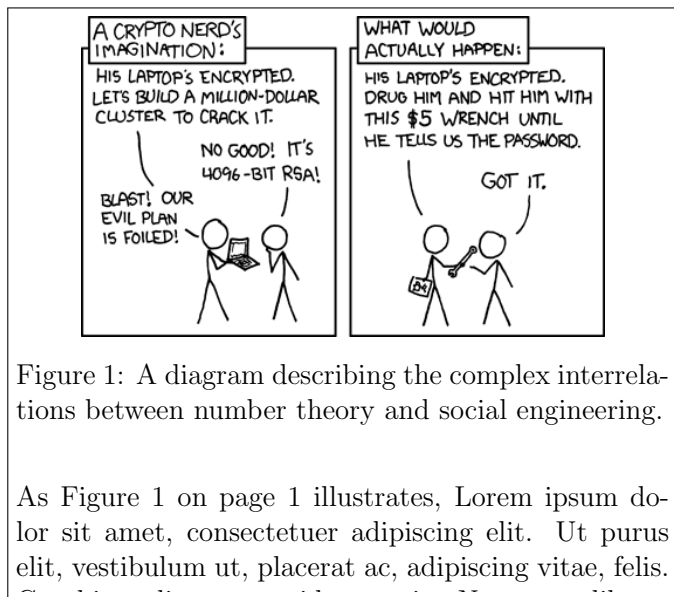 A CRYPTO NERD'S
IMAGINATION:
HIS LAPTOP'S ENCRYPTED.
LET'S BUILD A MILLION-DOLLAR
CLUSTER TO CRACK IT.
NO GOOD! IT'S
4096-BIT RSA!
BLAST! OUR
EVIL PLAN
IS FOILED!
WHAT WOULD
ACTUALLY HAPPEN:
HIS LAPTOP'S ENCRYPTED.
DRUG HIM AND HIT HIM WITH
THIS $5 WRENCH UNTIL
HE TELLS US THE PASSWORD.
GOT IT.
Figure 1: A diagram describing the complex interrela-
tions between number theory and social engineering.
As Figure 1 on page 1 illustrates, Lorem ipsum do-
lor sit amet, consectetuer adipiscing elit. Ut purus
elit, vestibulum ut, placerat ac, adipiscing vitae, felis.